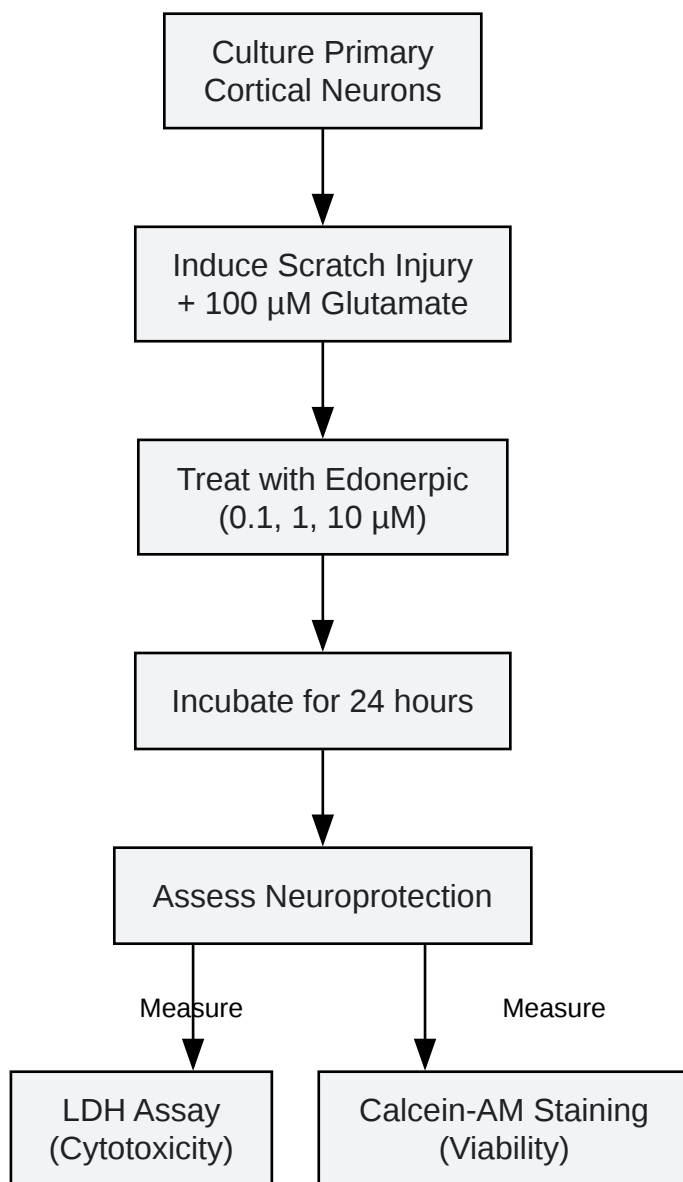 Culture Primary
Cortical Neurons
Induce Scratch Injury
+ 100 µM Glutamate
Treat with Edonerpic
(0.1, 1, 10 µM)
Incubate for 24 hours
Assess Neuroprotection
Measure
Measure
LDH Assay
(Cytotoxicity)
Calcein-AM Staining
(Viability)